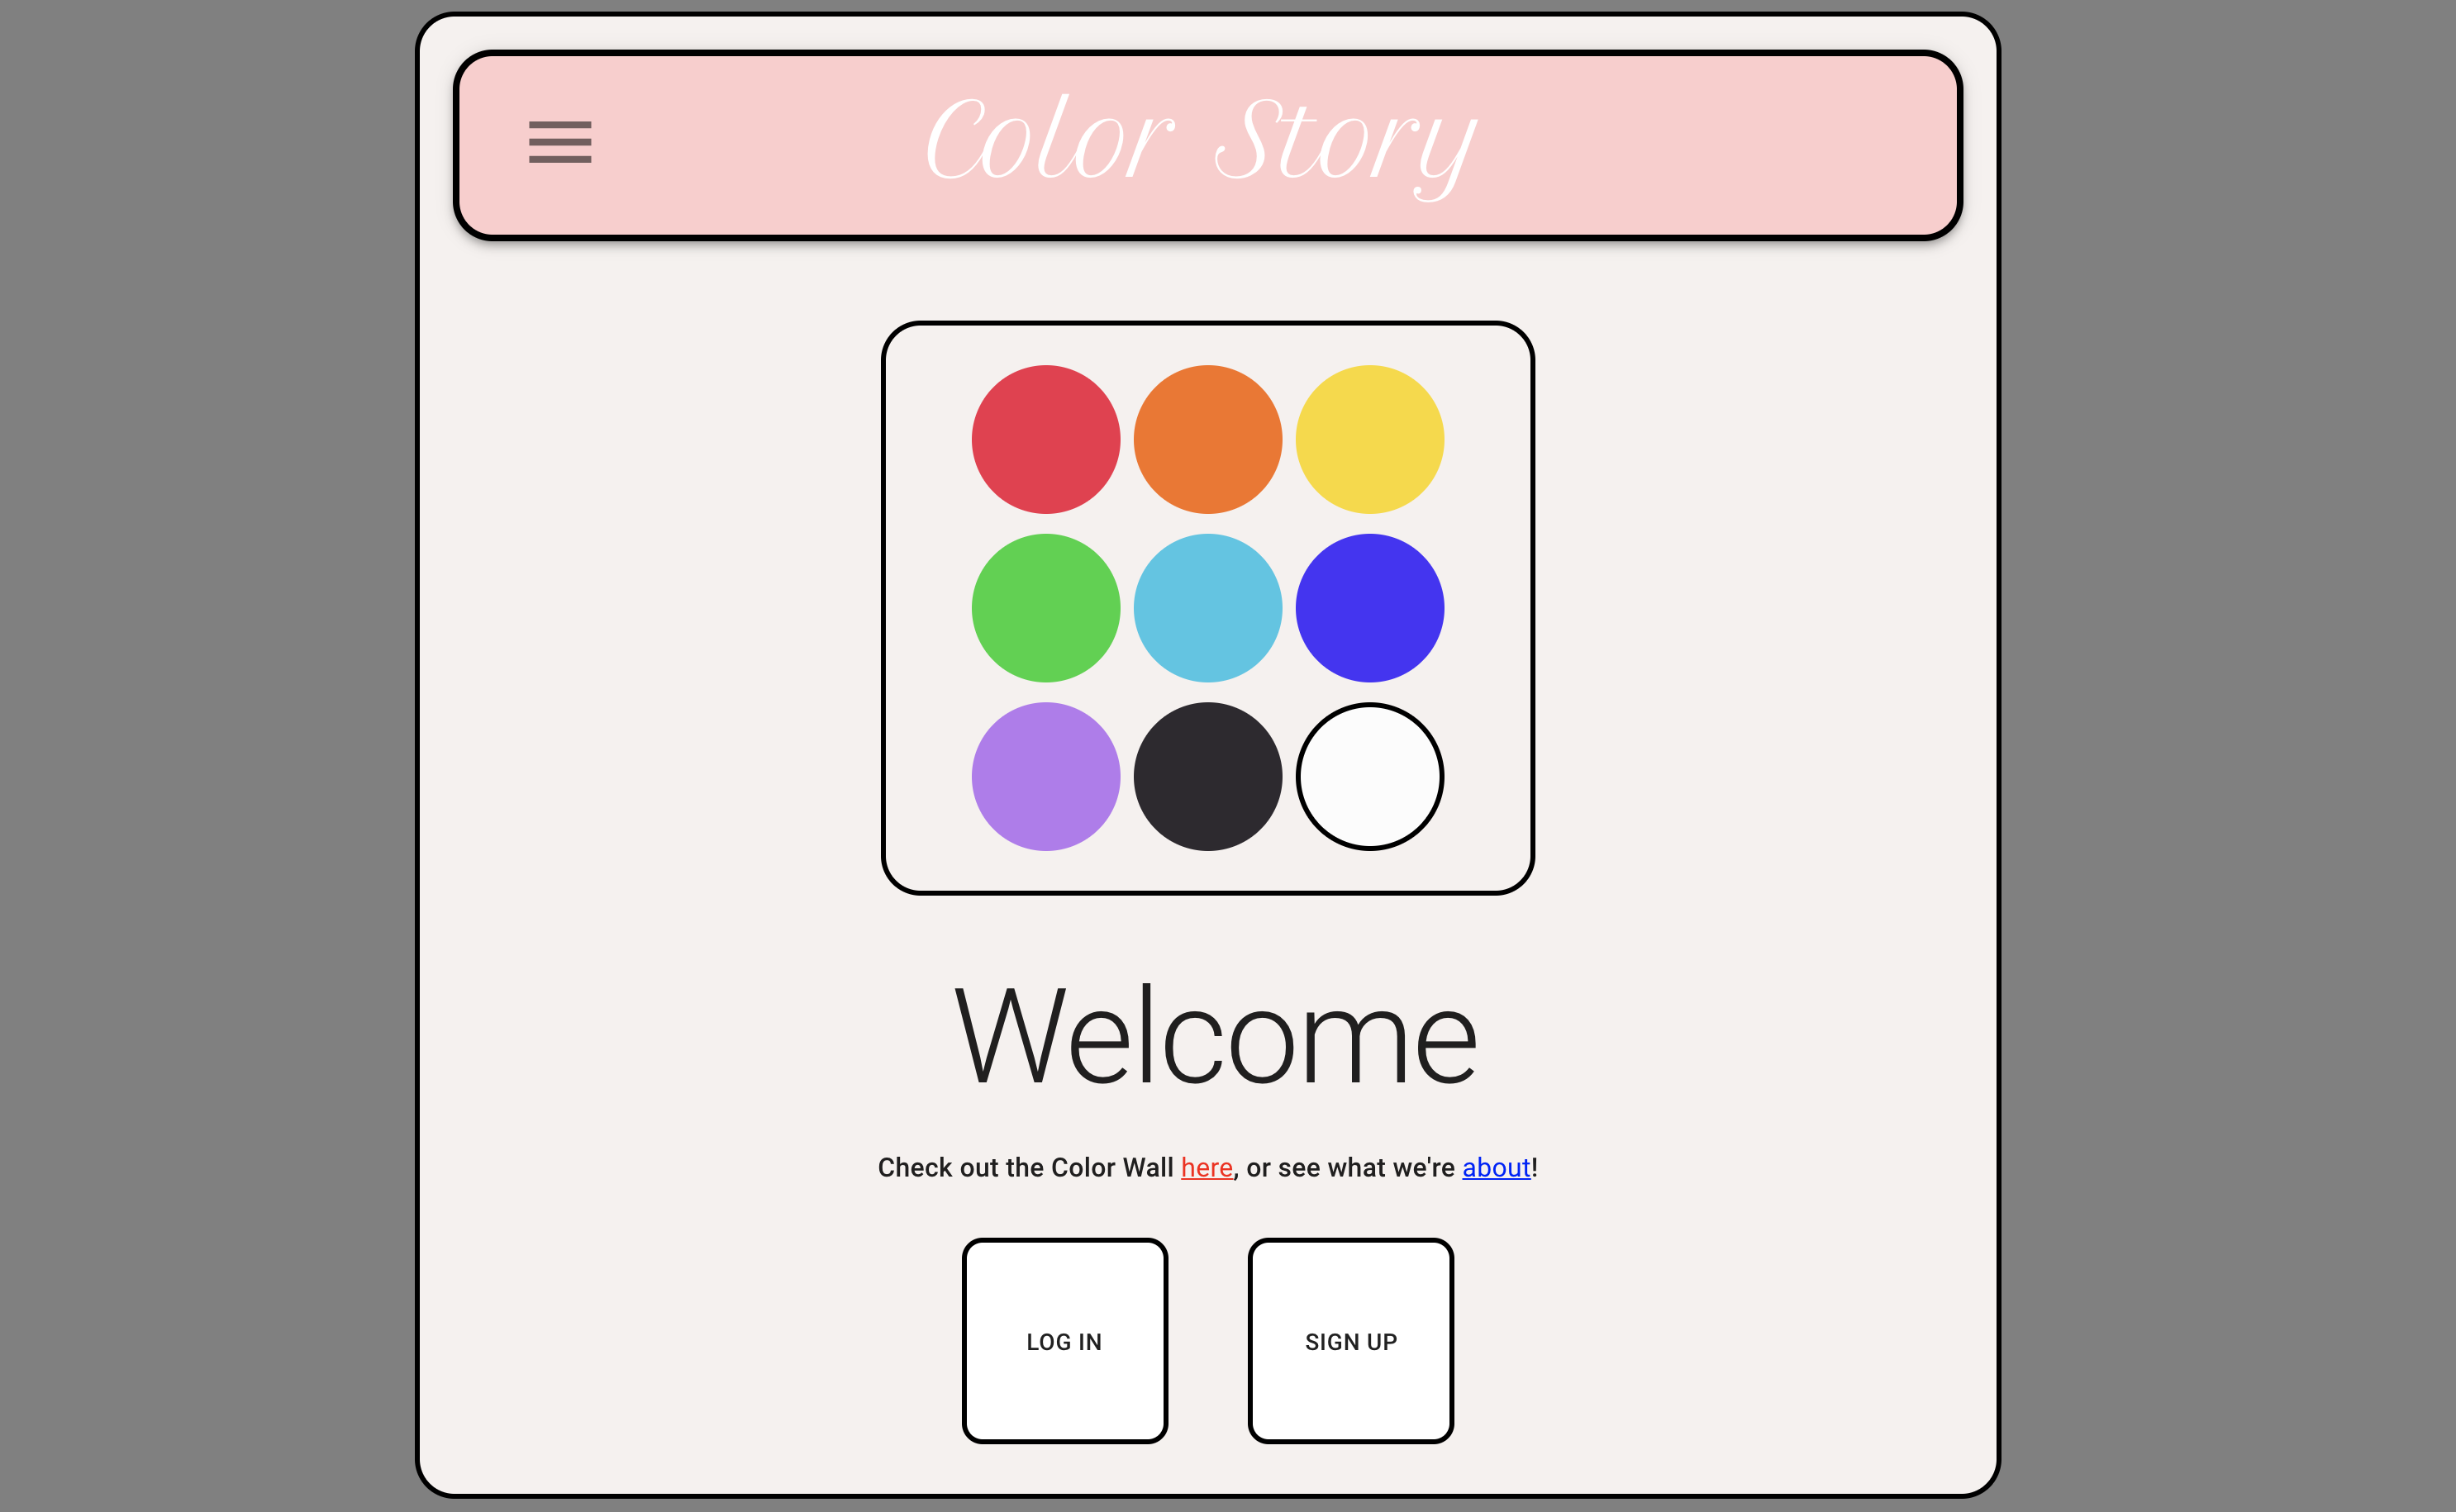 Color Story
Welcome
Check out the Color Wall here, or see what we're about!
LOG IN
SIGN UP